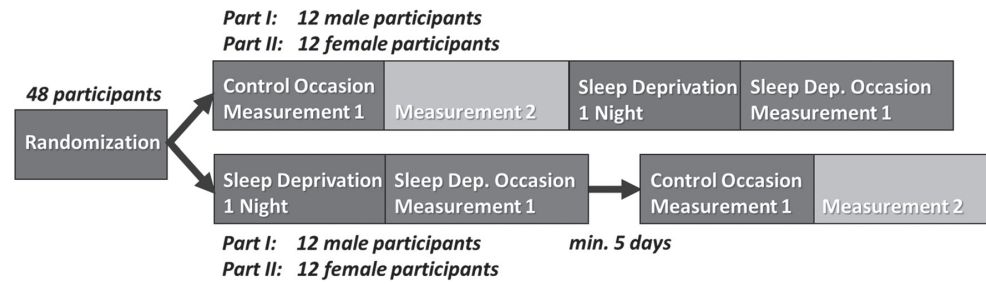 Part I: 12 male participants
Part II: 12 female participants
48 participants
Randomization
Control Occasion
Measurement 1
Measurement 2
Sleep Deprivation
1 Night
Sleep Dep. Occasion
Measurement 1
Sleep Deprivation
1 Night
Sleep Dep. Occasion
Measurement 1
Control Occasion
Measurement 1
Measurement 2
Part I: 12 male participants
Part II: 12 female participants
min. 5 days